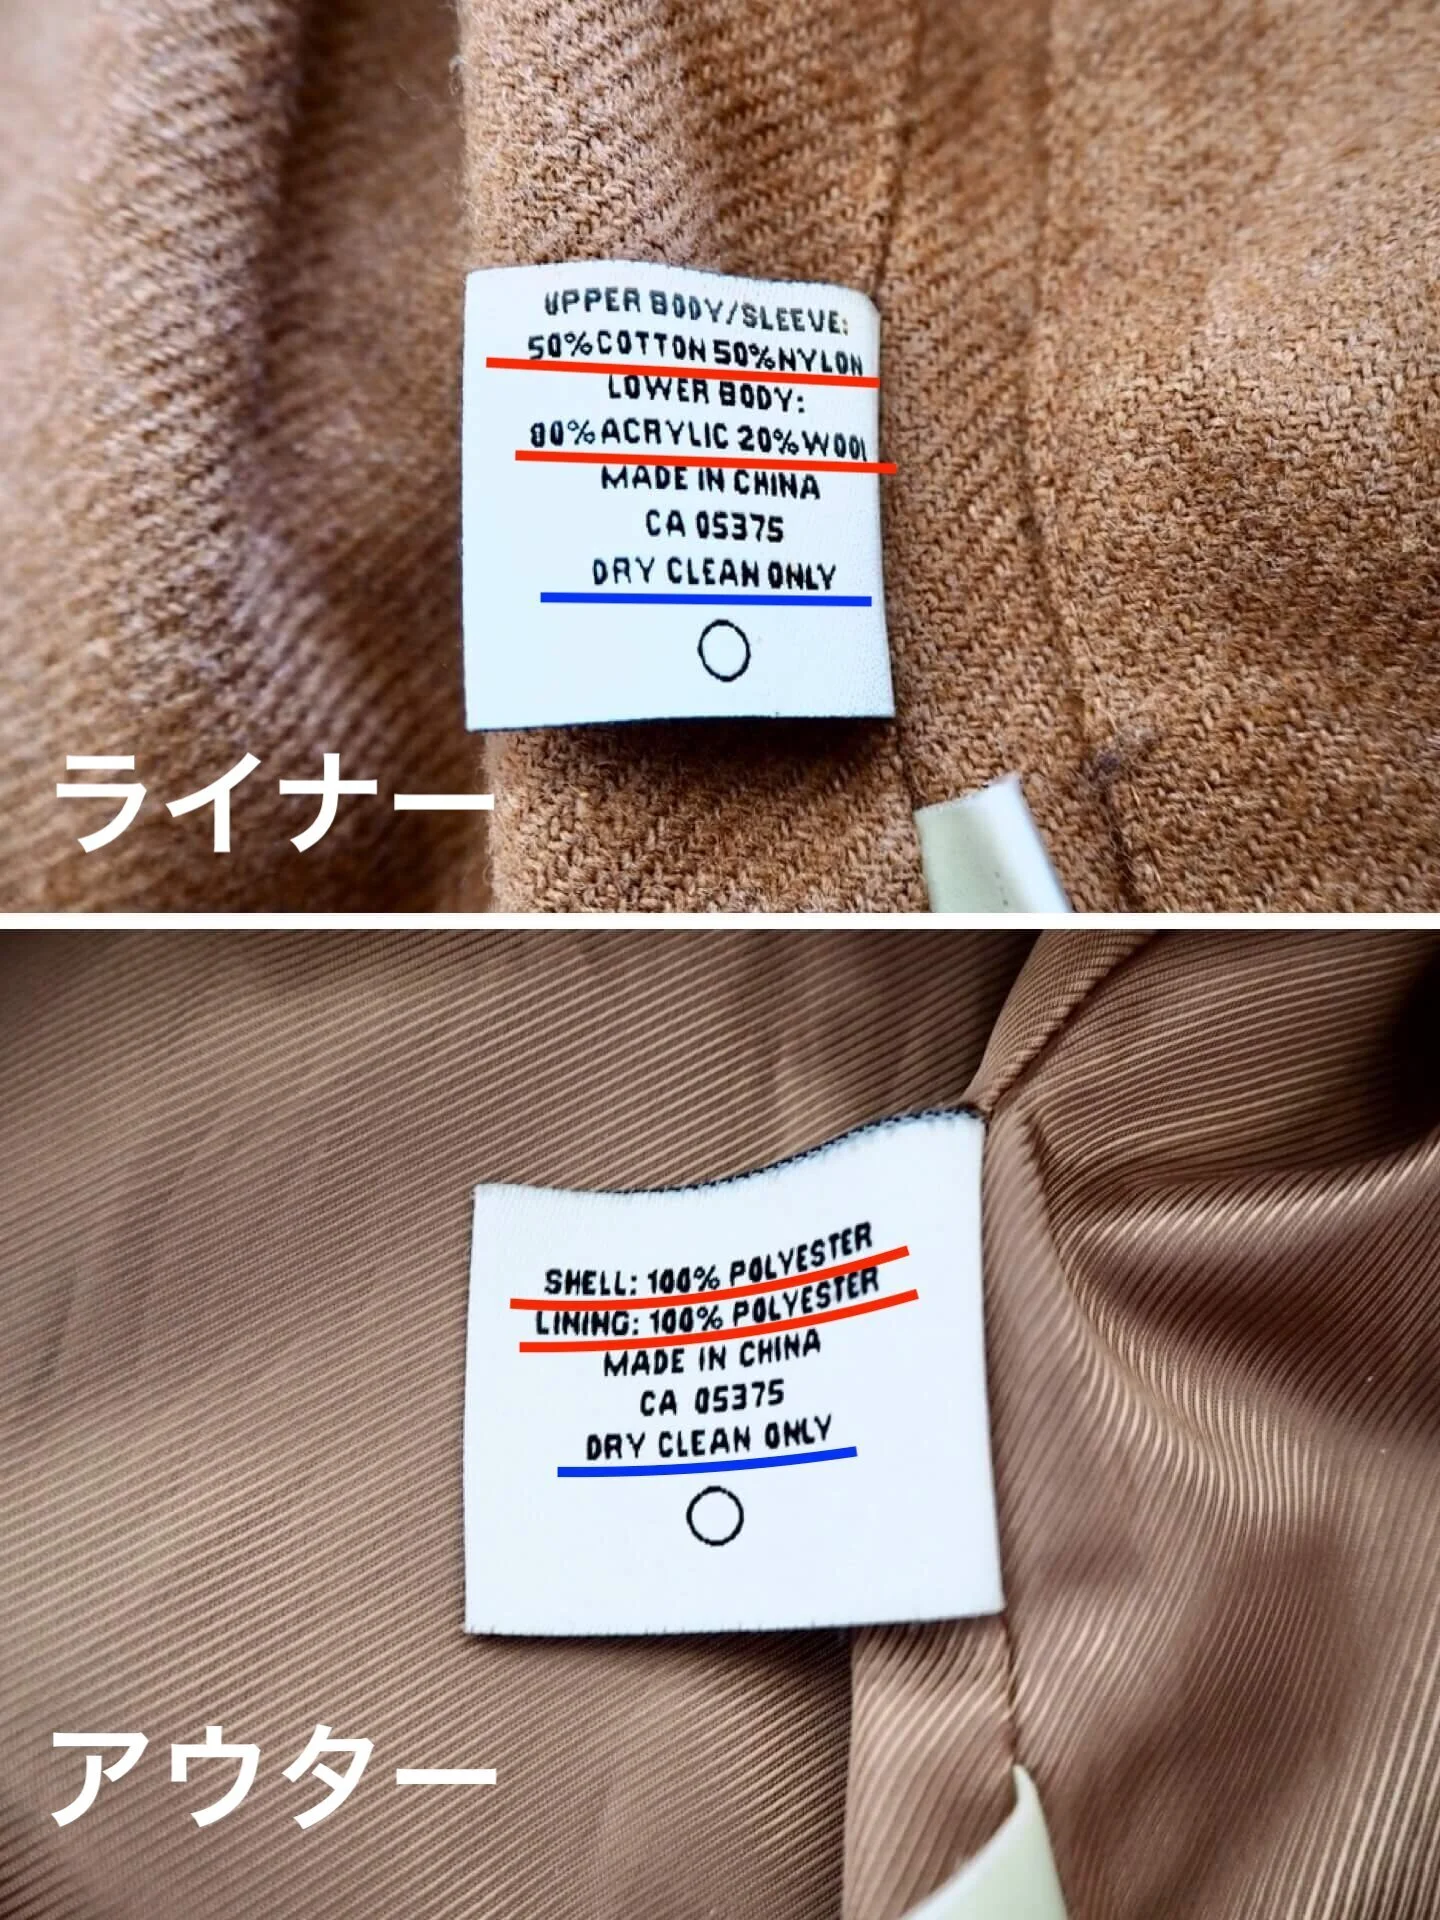 UPPER BODY/SLEEVE:
50%COTTON 50%NYLON
LOWER BODY:
80%ACRYLIC 20%WOOL
MADE IN CHINA
CA 05375
DRY CLEAN ONLY
ライナー
SHELL: 100% POLYESTER
LINING: 100% POLYESTER
MADE IN CHINA
CA 05375
DRY CLEAN ONLY
アウター